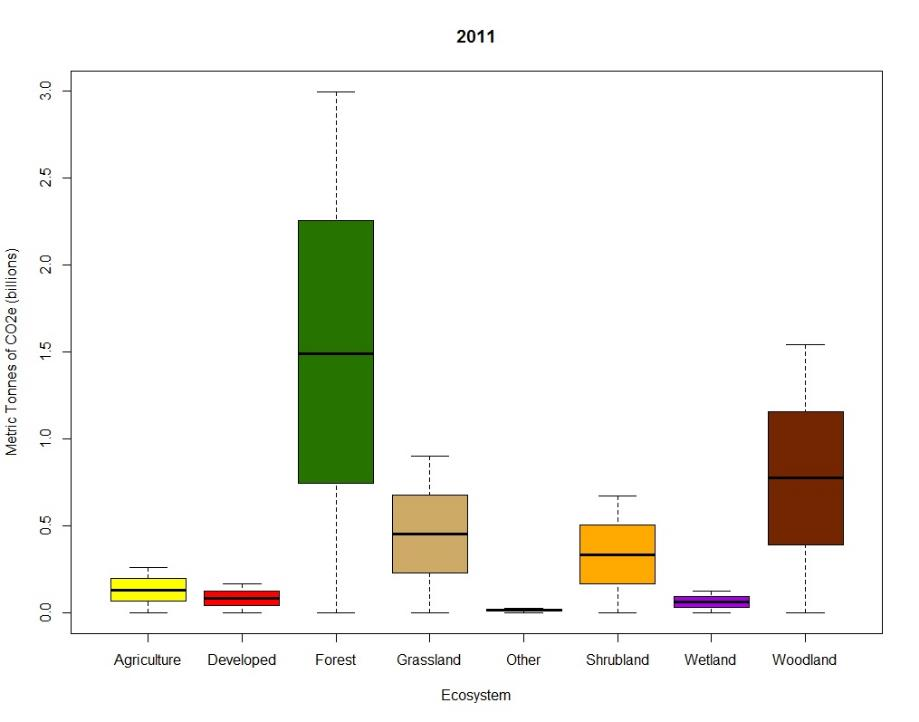 2011
Metric Tonnes of CO2e (billions)
3.0
2.5
2.0
1.5
1.0
0.5
0.0
Agriculture Developed Forest Grassland Other Shrubland Wetland Woodland
Ecosystem